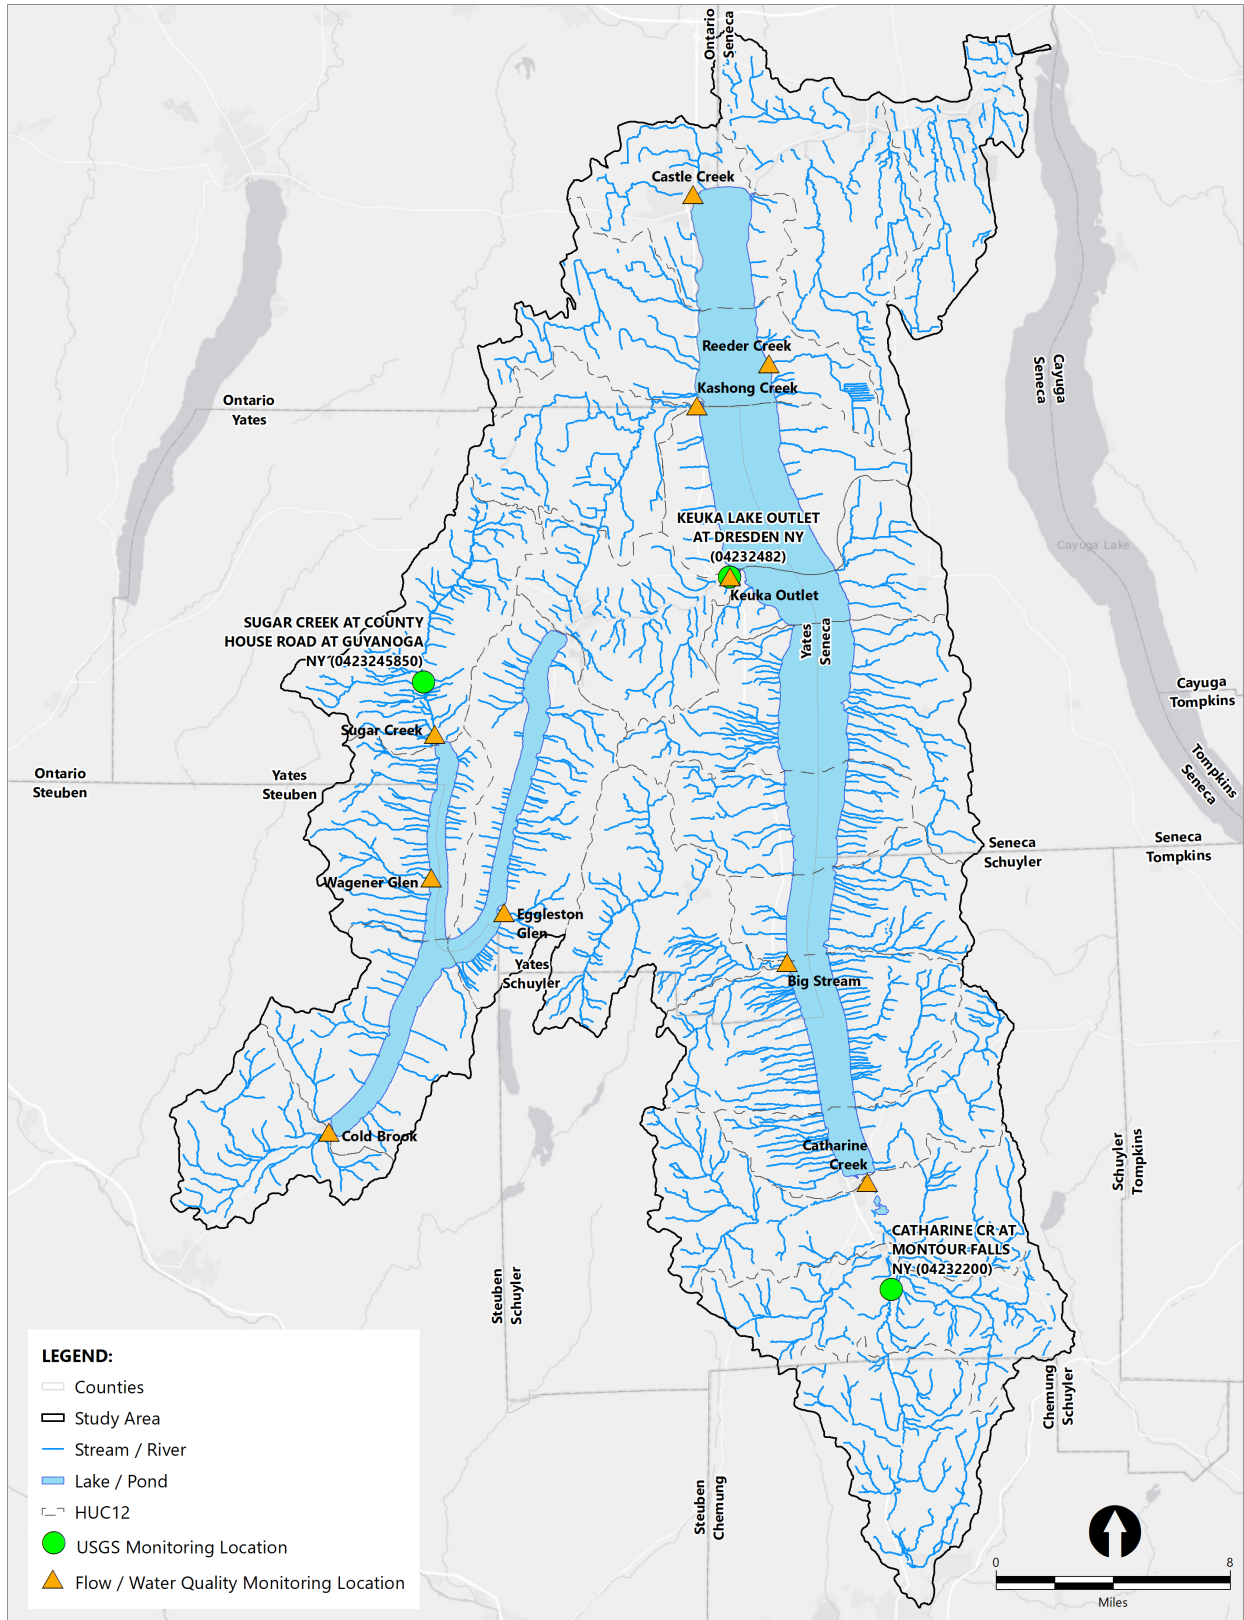 Ontario
Seneca
Castle Creek
Reeder Creek
Kashong Creek
Cayuga
Seneca
Ontario
Yates
KEUKA LAKE OUTLET
AT DRESDEN NY
(04232482)
Cayuga Lake
Keuka Outlet
SUGAR CREEK AT COUNTY
HOUSE ROAD AT GUYANOGA
NY (0423245850)
Yates
Seneca
Cayuga
Tompkins
Sugar Creek
Ontario
Steuben
Yates
Steuben
Tompkins
Seneca
Seneca
Schuyler
Seneca
Tompkins
Wagener Glen
Eggleston
Glen
Yates
Schuyler
Big Stream
Cold Brook
Catharine
Creek
Schuyler
Tompkins
CATHARINE CR AT
MONTOUR FALLS
NY (04232200)
Steuben
Schuyler
Chemung
Schuyler
Steuben
Chemung
LEGEND:
Counties
Study Area
Stream / River
Lake / Pond
HUC12
USGS Monitoring Location
Flow / Water Quality Monitoring Location
0 8
Miles